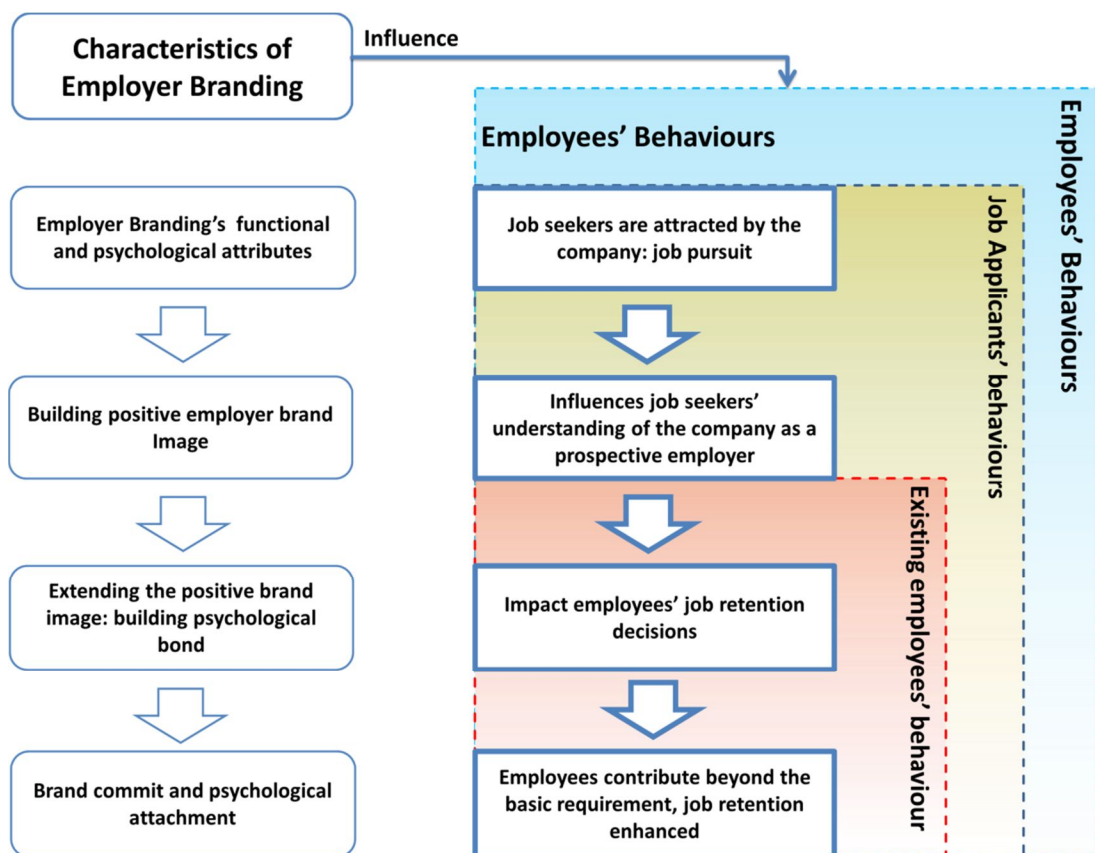 Characteristics of
Employer Branding
Influence
Employees’ Behaviours
Employees’ Behaviours
Job Applicants’ behaviours
Existing employees’ behaviour
Employer Branding’s functional
and psychological attributes
Job seekers are attracted by the
company: job pursuit
Building positive employer brand
Image
Influences job seekers’
understanding of the company as a
prospective employer
Extending the positive brand
image: building psychological
bond
Impact employees’ job retention
decisions
Brand commit and psychological
attachment
Employees contribute beyond the
basic requirement, job retention
enhanced